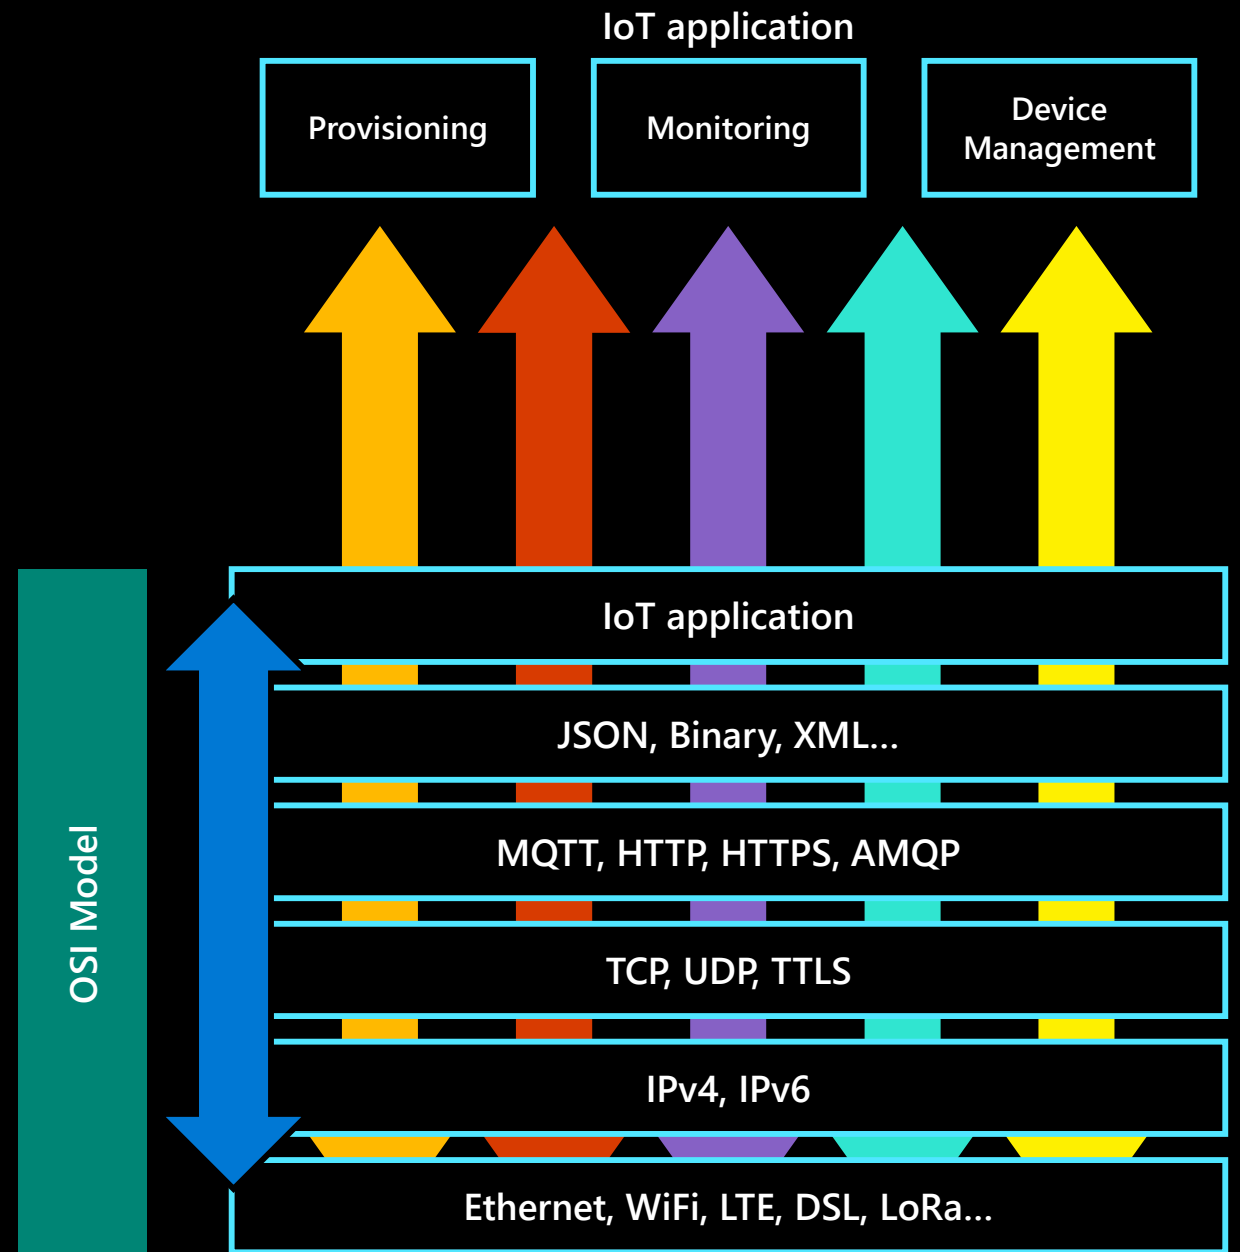 IoT application
Provisioning
Monitoring
Device
Management
IoT application
JSON, Binary, XML...
MQTT, HTTP, HTTPS, AMQP
OSI Model
TCP, UDP, TTLS
IPv4, IPv6
Ethernet, WiFi, LTE, DSL, LoRa...